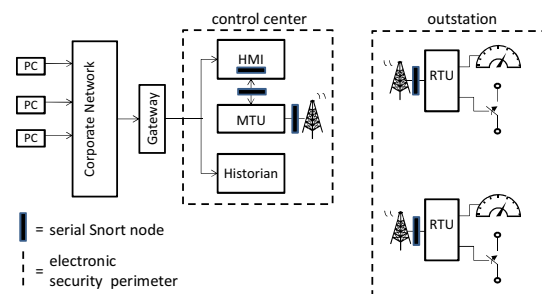 control center
outstation
PC
PC
PC
Corporate Network
Gateway
HMI
MTU
Historian
RTU
RTU
= serial Snort node
= electronic
security perimeter